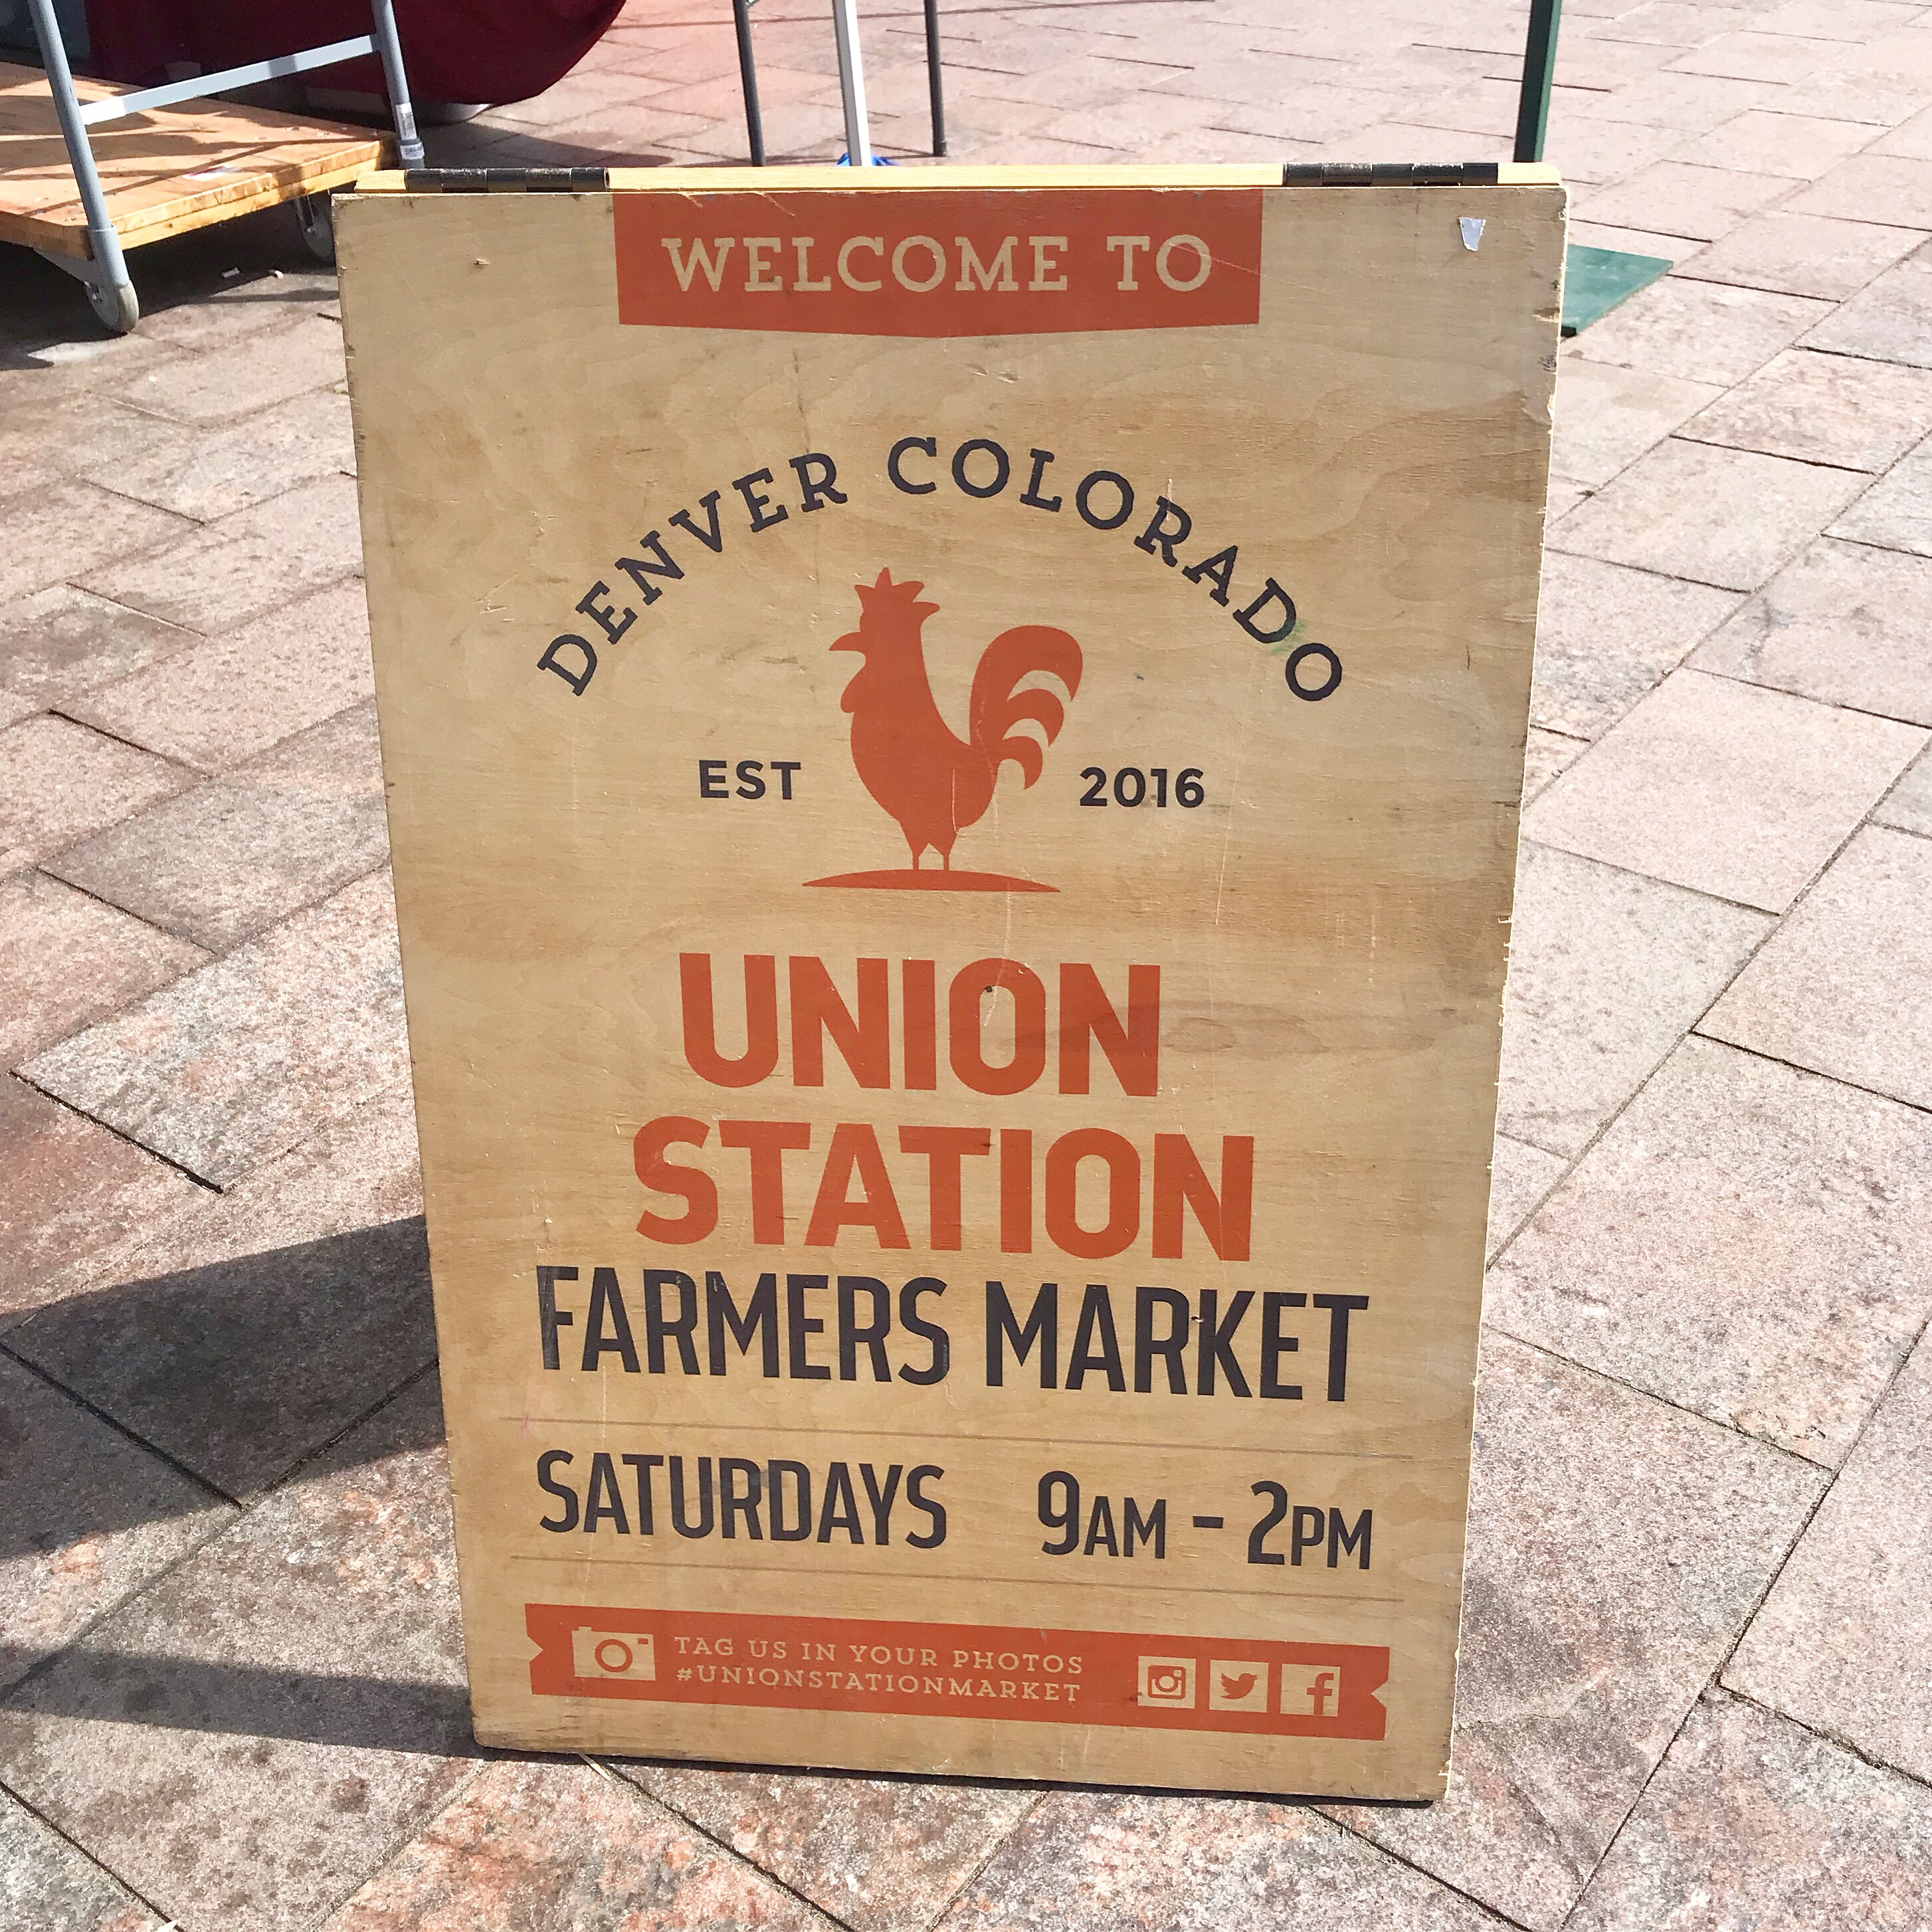 WELCOME TO
DENVER COLORADO
EST 2016
UNION
STATION
FARMERS MARKET
SATURDAYS 9AM - 2PM
TAG US IN YOUR PHOTOS
#UNIONSTATIONMARKET